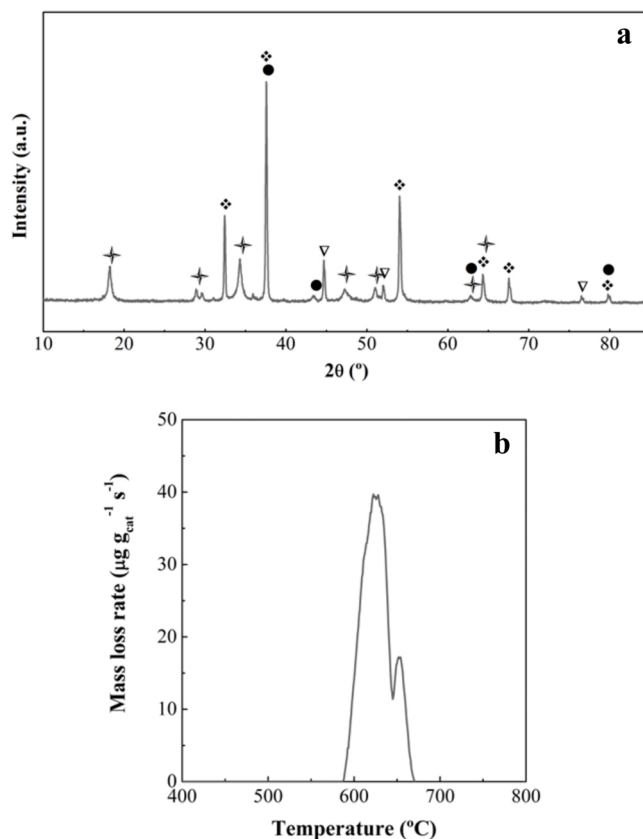 a
Intensity (a.u.)
10 20 30 40 50 60 70 80
2θ (º)
b
50
40
30
20
10
0
Mass loss rate (µg g_cat⁻¹ s⁻¹)
400 500 600 700 800
Temperature (ºC)